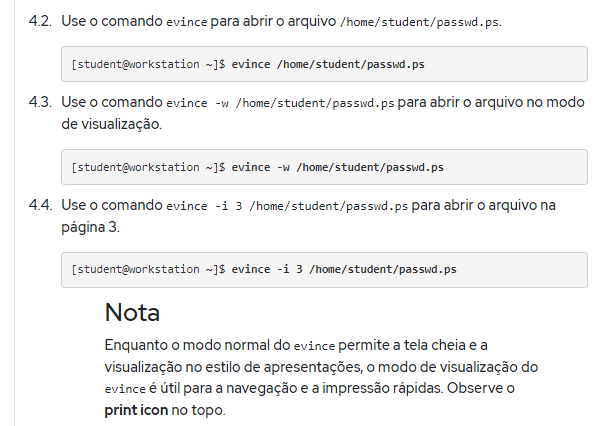 4.2. Use o comando evince para abrir o arquivo /home/student/passwd.ps.
[student@workstation ~]$ evince /home/student/passwd.ps
4.3. Use o comando evince -w /home/student/passwd.ps para abrir o arquivo no modo
de visualização.
[student@workstation ~]$ evince -w /home/student/passwd.ps
4.4. Use o comando evince -i 3 /home/student/passwd.ps para abrir o arquivo na
página 3.
[student@workstation ~]$ evince -i 3 /home/student/passwd.ps
Nota
Enquanto o modo normal do evince permite a tela cheia e a
visualização no estilo de apresentações, o modo de visualização do
evince é útil para a navegação e a impressão rápidas. Observe o
print icon no topo.